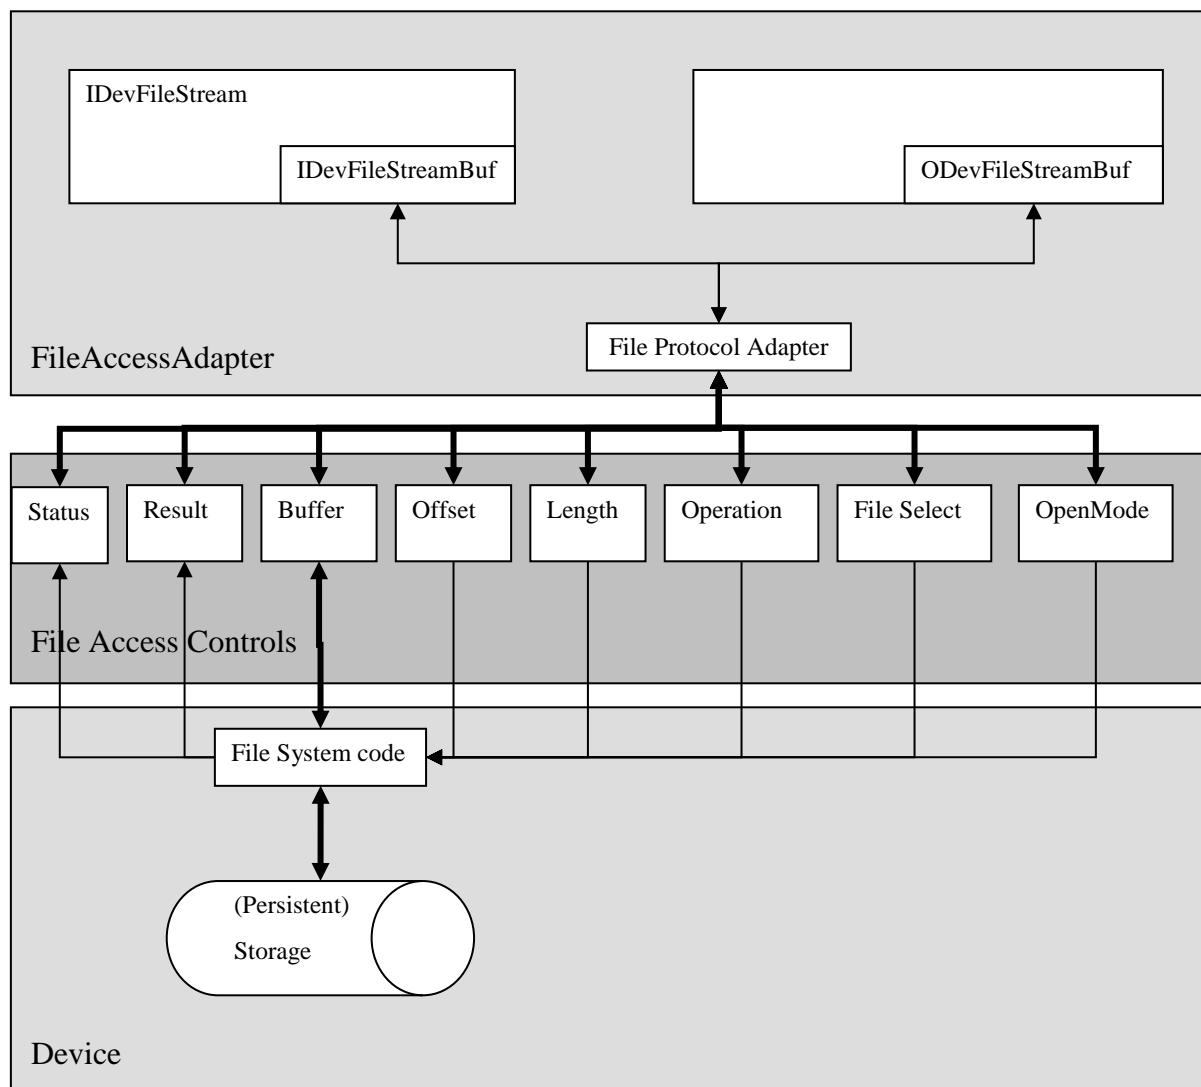 IDevFileStream
IDevFileStreamBuf
ODevFileStreamBuf
File Protocol Adapter
FileAccessAdapter
Status
Result
Buffer
Offset
Length
Operation
File Select
OpenMode
File Access Controls
File System code
(Persistent)
Storage
Device